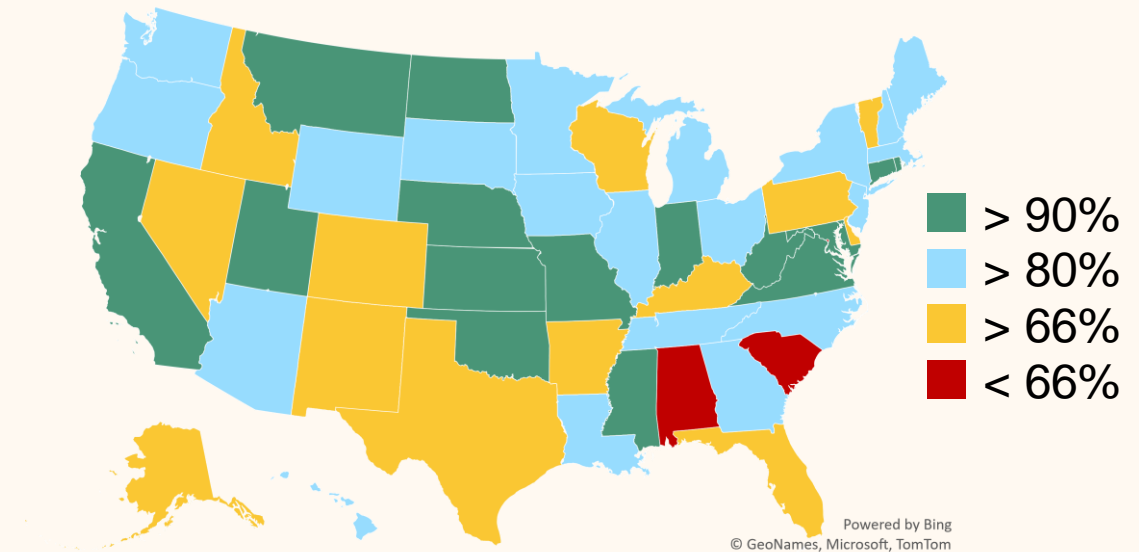 > 90%
> 80%
> 66%
< 66%
Powered by Bing
© GeoNames, Microsoft, TomTom